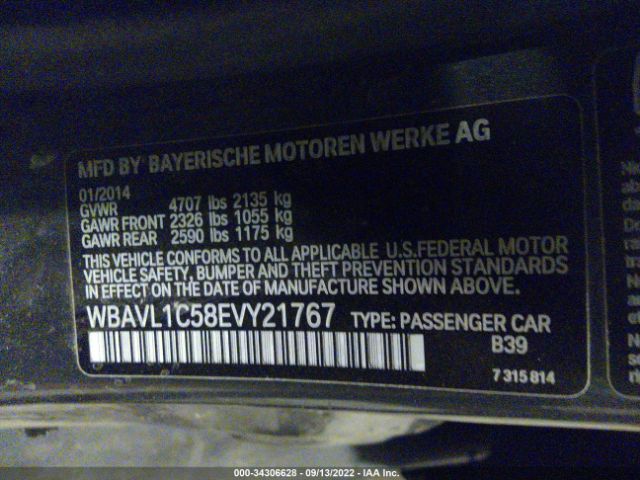 MFD BY BAYERISCHE MOTOREN WERKE AG
01/2014
GVWR 4707 lbs 2135 kg
GAWR FRONT 2326 lbs 1055 kg
GAWR REAR 2590 lbs 1175 kg
THIS VEHICLE CONFORMS TO ALL APPLICABLE U.S.FEDERAL MOTOR
VEHICLE SAFETY, BUMPER AND THEFT PREVENTION STANDARDS
IN EFFECT ON THE DATE OF MANUFACTURE SHOWN ABOVE.
WBAVL1C58EVY21767 TYPE: PASSENGER CAR
B39
7 315 814
000-34306628 - 09/13/2022 - IAA Inc.